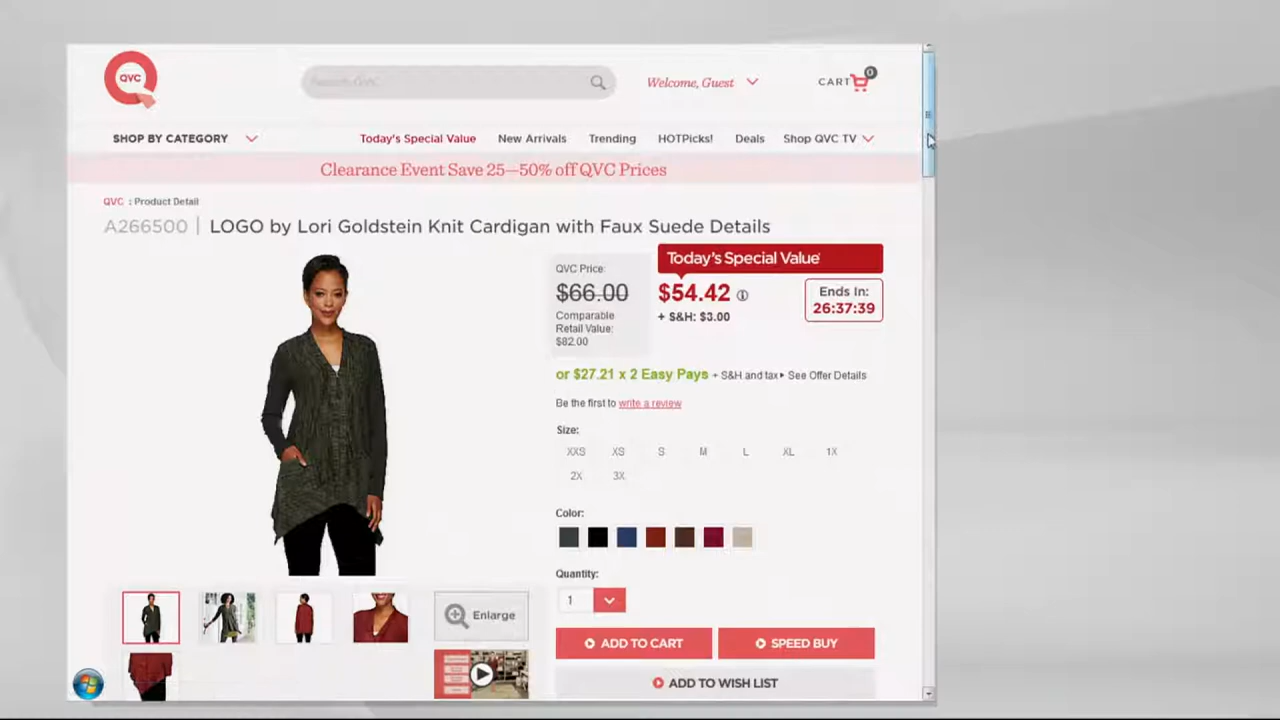 QVC
Search QVC
Welcome, Guest
CART 0
SHOP BY CATEGORY
Today's Special Value
New Arrivals
Trending
HOTPicks!
Deals
Shop QVC TV
Clearance Event Save 25—50% off QVC Prices
QVC : Product Detail
A266500 | LOGO by Lori Goldstein Knit Cardigan with Faux Suede Details
QVC Price:
$66.00
Comparable
Retail Value:
$82.00
Today's Special Value
$54.42
+ S&H: $3.00
Ends In:
26:37:39
or $27.21 x 2 Easy Pays + S&H and tax See Offer Details
Be the first to write a review
Size:
XXS XS S M L XL 1X
2X 3X
Color:
Quantity:
1
Enlarge
ADD TO CART
SPEED BUY
ADD TO WISH LIST